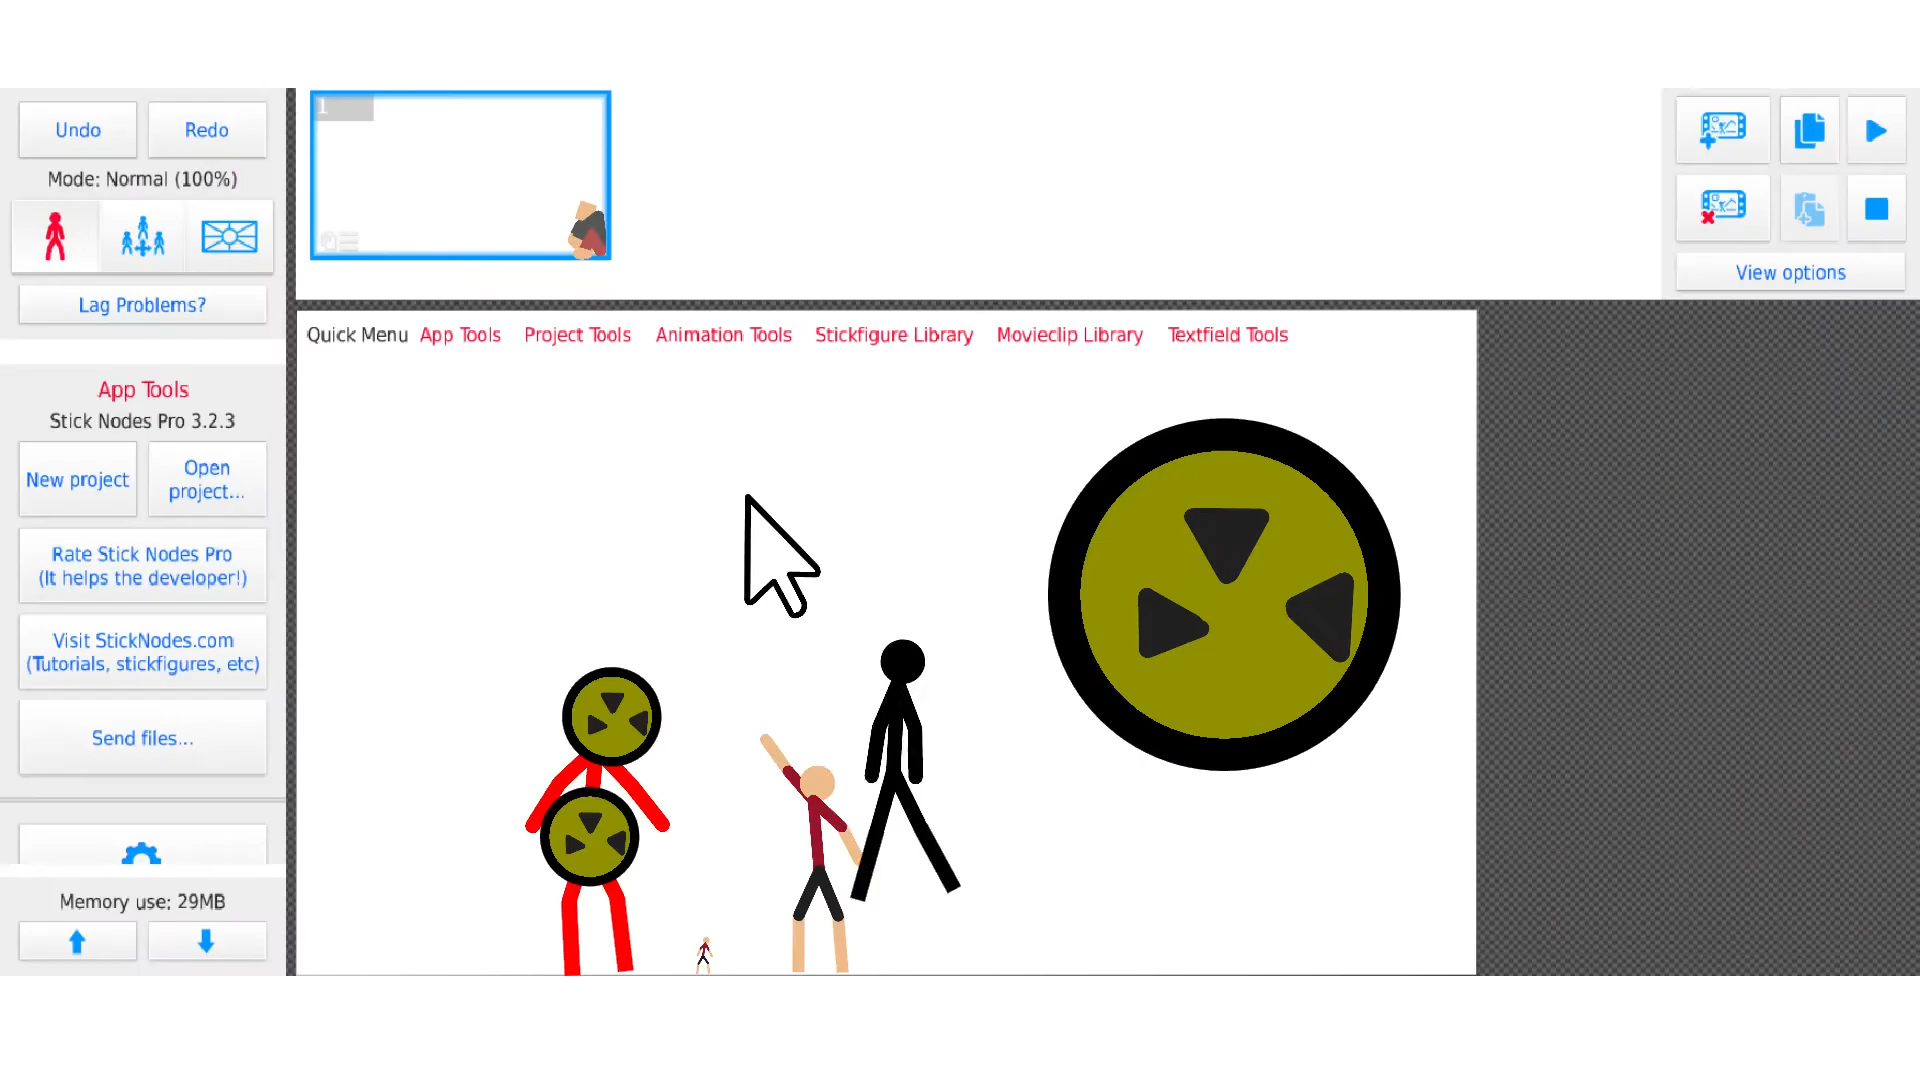 Undo
Redo
Mode: Normal (100%)
Lag Problems?
App Tools
Stick Nodes Pro 3.2.3
New project
Open
project...
Rate Stick Nodes Pro
(It helps the developer!)
Visit StickNodes.com
(Tutorials, stickfigures, etc)
Send files...
Memory use: 29MB
1
View options
Quick Menu App Tools Project Tools Animation Tools Stickfigure Library Movieclip Library Textfield Tools